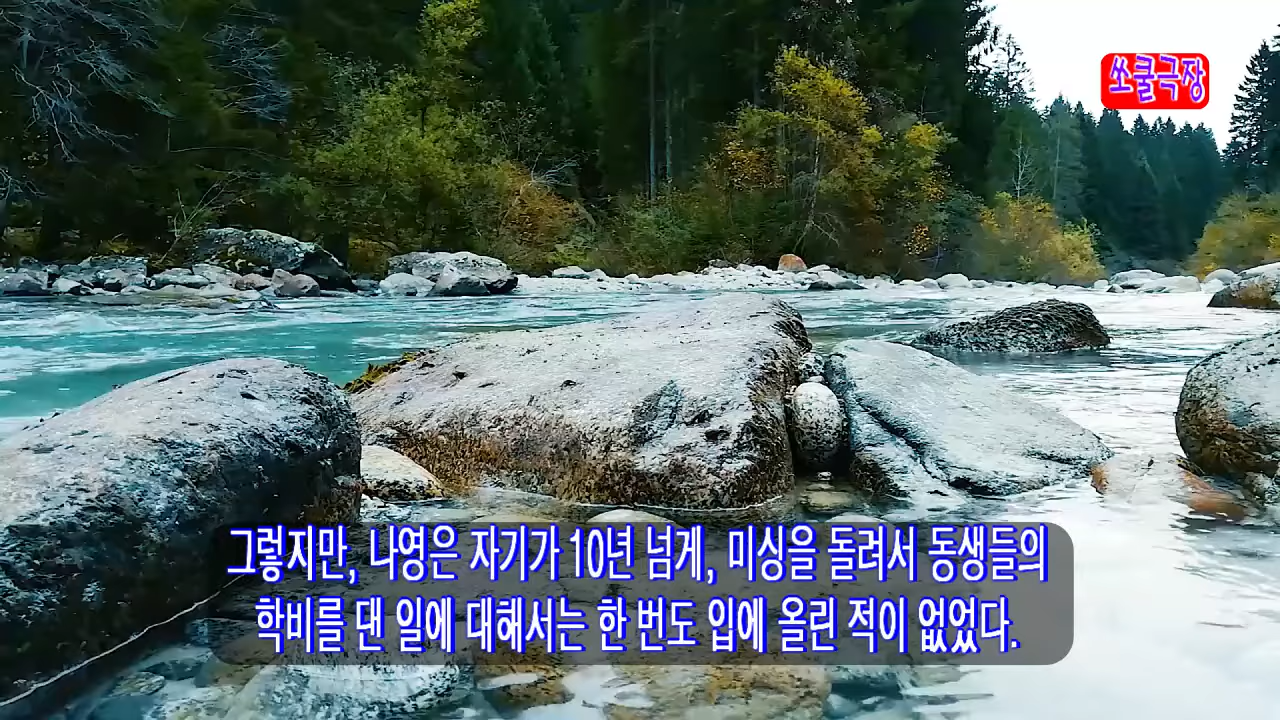 쏘쿨극장
그렇지만, 나영은 자기가 10년 넘게, 미싱을 돌려서 동생들의
학비를 댄 일에 대해서는 한 번도 입에 올린 적이 없었다.